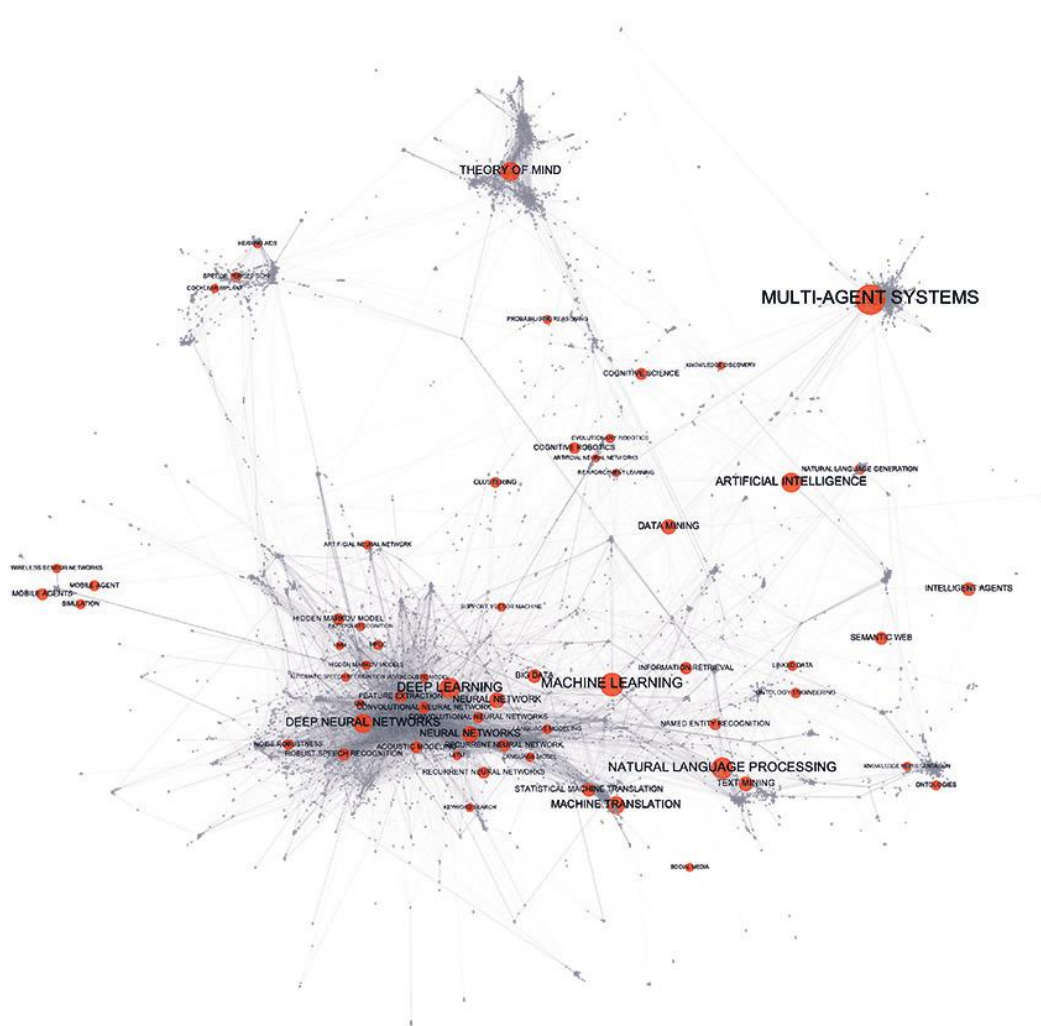 THEORY OF MIND
HEARING AIDS
SPEECH PERCEPTION
COCHLEAR IMPLANT
MULTI-AGENT SYSTEMS
PROBABILISTIC REASONING
KNOWLEDGE DISCOVERY
COGNITIVE SCIENCE
EVOLUTIONARY ROBOTICS
COGNITIVE ROBOTICS
ARTIFICIAL NEURAL NETWORKS
NATURAL LANGUAGE GENERATION
REINFORCEMENT LEARNING
CLUSTERING
ARTIFICIAL INTELLIGENCE
DATA MINING
ARTIFICIAL NEURAL NETWORK
WIRELESS SENSOR NETWORKS
MOBILE AGENT
MOBILE AGENTS
SIMULATION
INTELLIGENT AGENTS
SUPPORT VECTOR MACHINE
HIDDEN MARKOV MODEL
PATTERN RECOGNITION
SEMANTIC WEB
HMM
MFCC
HIDDEN MARKOV MODELS
INFORMATION RETRIEVAL
LINKED DATA
BIG DATA
MACHINE LEARNING
DEEP LEARNING
ONTOLOGY ENGINEERING
FEATURE EXTRACTION
NEURAL NETWORK
CONVOLUTIONAL NEURAL NETWORK
CONVOLUTIONAL NEURAL NETWORKS
DEEP NEURAL NETWORKS
NAMED ENTITY RECOGNITION
LANGUAGE MODELING
NEURAL NETWORKS
NOISE ROBUSTNESS
ACOUSTIC MODELING
RECURRENT NEURAL NETWORK
ROBUST SPEECH RECOGNITION
LANGUAGE MODEL
NATURAL LANGUAGE PROCESSING
KNOWLEDGE REPRESENTATION
RECURRENT NEURAL NETWORKS
TEXT MINING
ONTOLOGIES
STATISTICAL MACHINE TRANSLATION
MACHINE TRANSLATION
KEYWORD SEARCH
SOCIAL MEDIA